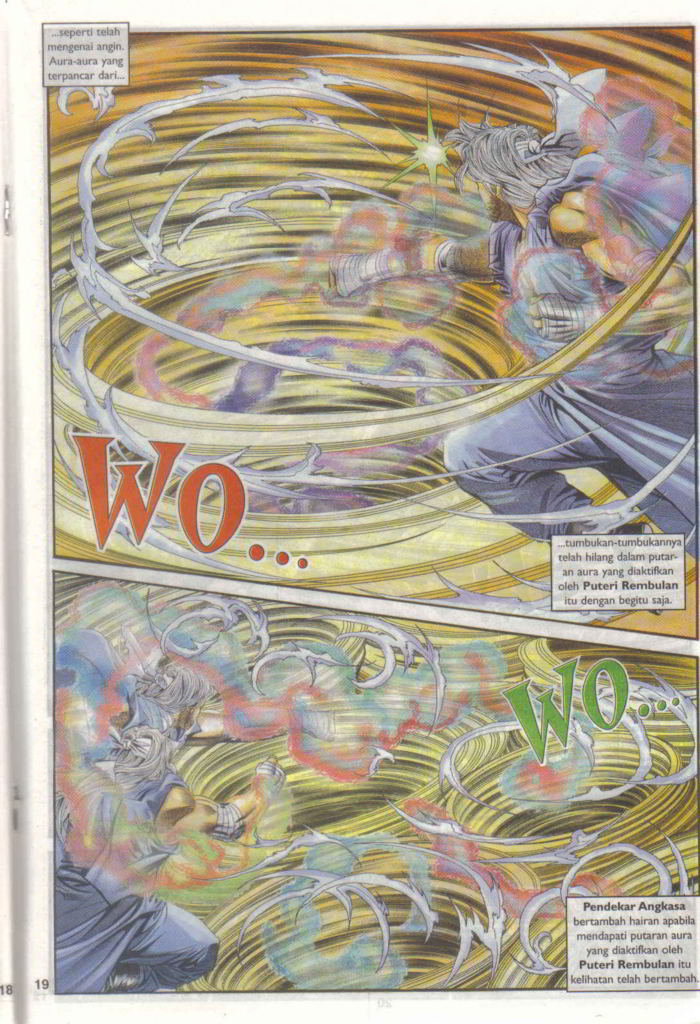 ...seperti telah
mengenai angin.
Aura-aura yang
terpancar dari...
WO...
...tumbukan-tumbukannya
telah hilang dalam putar-
an aura yang diaktifkan
oleh Puteri Rembulan
itu dengan begitu saja.
WO...
Pendekar Angkasa
bertambah hairan apabila
mendapati putaran aura
yang diaktifkan oleh
Puteri Rembulan itu
kelihatan telah bertambah.
18
19